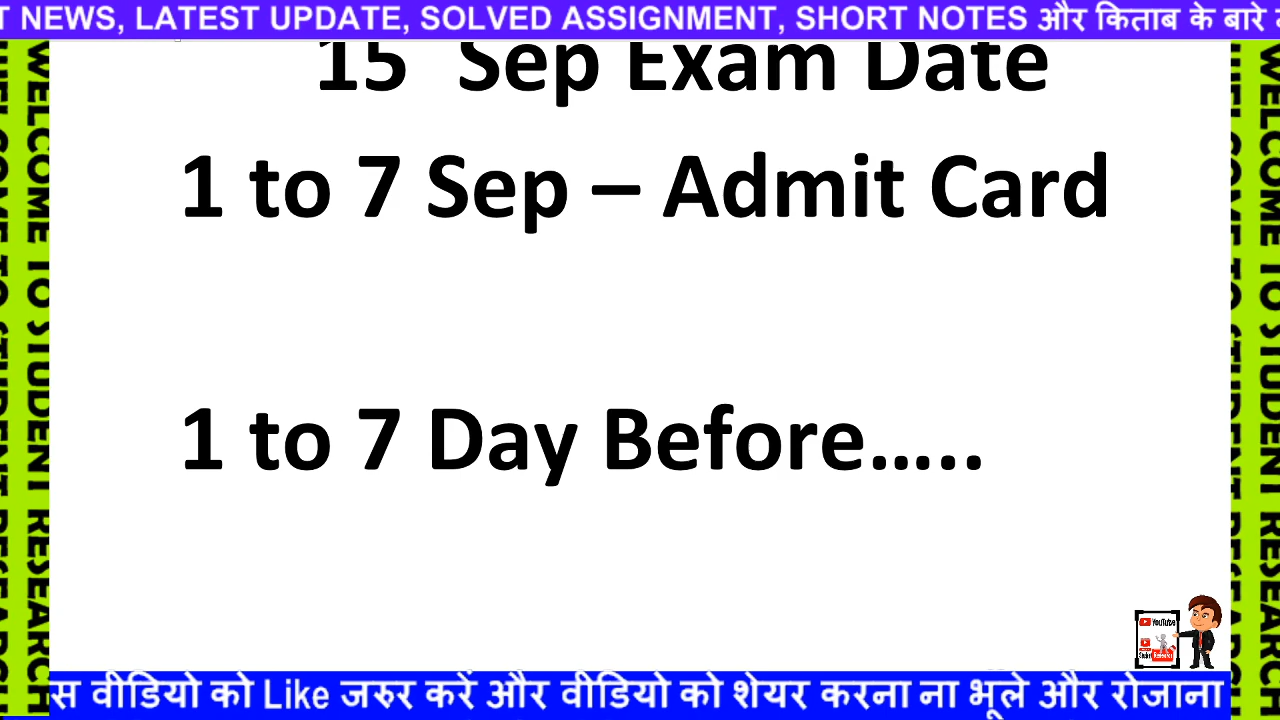 T NEWS, LATEST UPDATE, SOLVED ASSIGNMENT, SHORT NOTES और किताब के बारे
15 Sep Exam Date
1 to 7 Sep – Admit Card
1 to 7 Day Before.....
WELCOME TO STUDENT RESEARCH
WELCOME TO STUDENT RESEARCH
YouTube
स वीडियो को Like जरुर करें और वीडियो को शेयर करना ना भूले और रोजाना